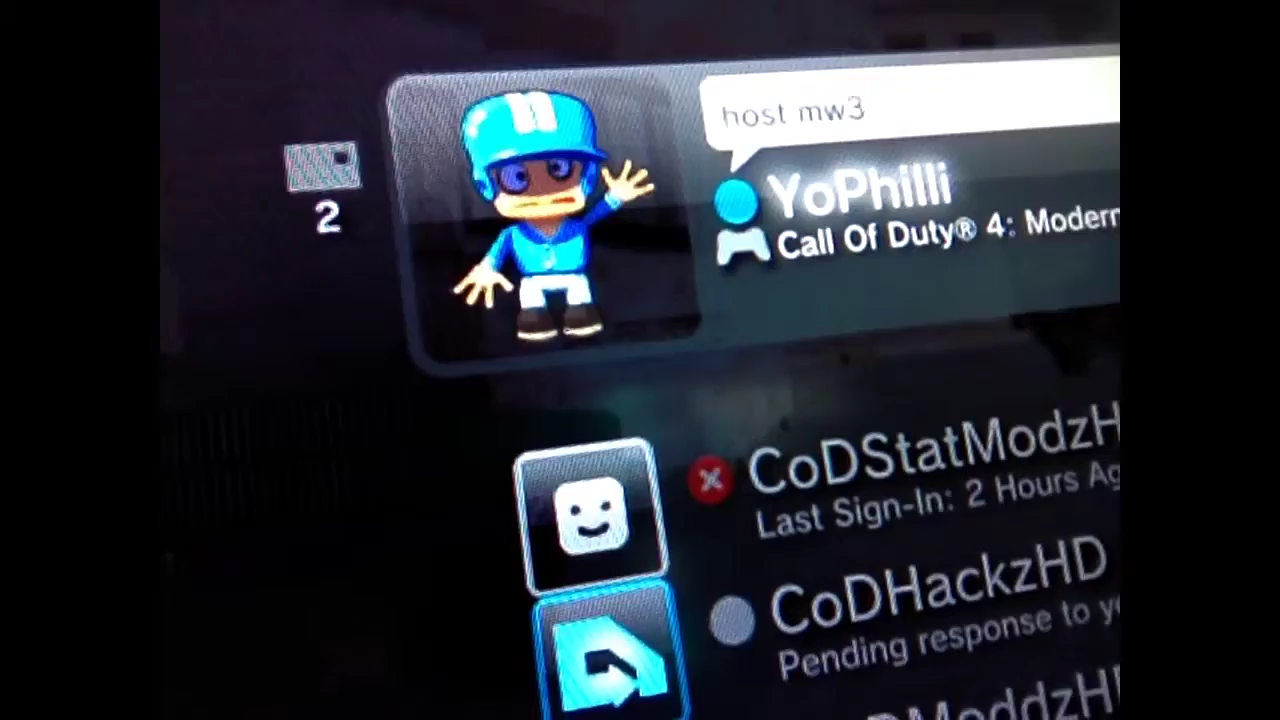 host mw3
2
YoPhilli
Call Of Duty® 4: Modern
CoDStatModzH
Last Sign-In: 2 Hours Ag
CoDHackzHD
Pending response to y